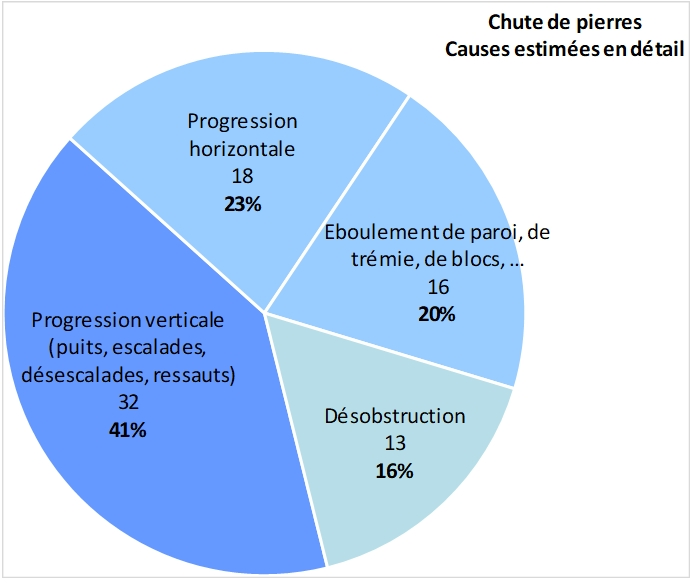 Chute de pierres
Causes estimées en détail
Progression
horizontale
18
23%
Eboulement de paroi, de
trémie, de blocs, ...
16
20%
Progression verticale
(puits, escalades,
désescalades, ressauts)
32
41%
Désobstruction
13
16%